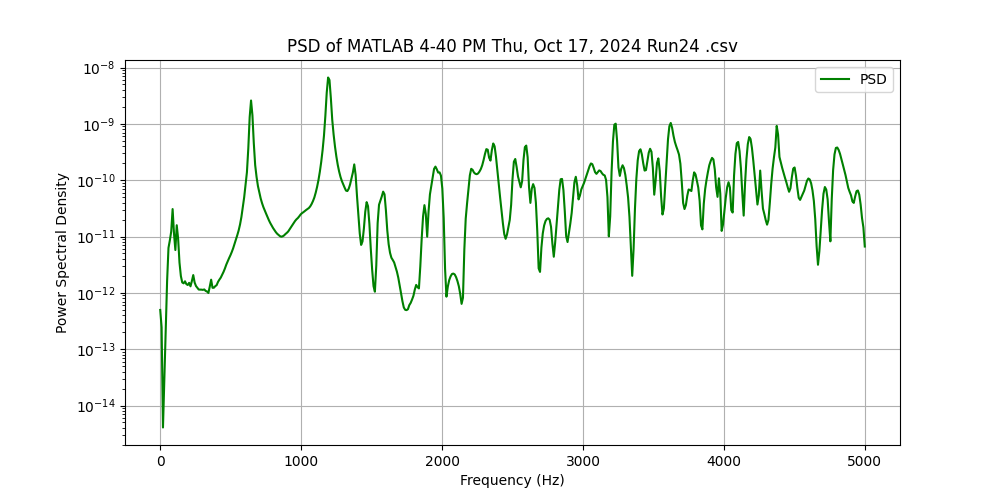 PSD of MATLAB 4-40 PM Thu, Oct 17, 2024 Run24 .csv
PSD
10⁻⁸
10⁻⁹
10⁻¹⁰
10⁻¹¹
10⁻¹²
10⁻¹³
10⁻¹⁴
Power Spectral Density
0 1000 2000 3000 4000 5000
Frequency (Hz)